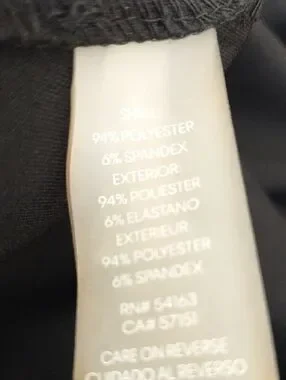 SHELL
94% POLYESTER
6% SPANDEX
EXTERIOR
94% POLIESTER
6% ELASTANO
EXTERIEUR
94% POLYESTER
6% SPANDEX
RN# 54163
CA# 57151
CARE ON REVERSE
CUIDADO AL REVERSO